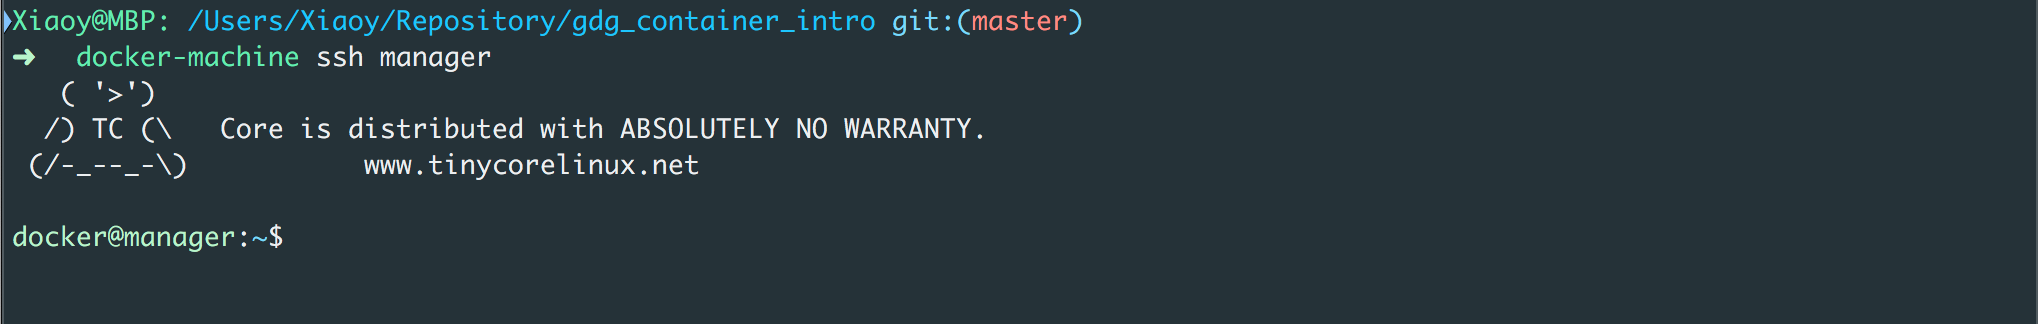 Xiaoy@MBP: /Users/Xiaoy/Repository/gdg_container_intro git:(master)
➜  docker-machine ssh manager
   ( '>')
  /) TC (\   Core is distributed with ABSOLUTELY NO WARRANTY.
 (/-_--_-\)           www.tinycorelinux.net
docker@manager:~$